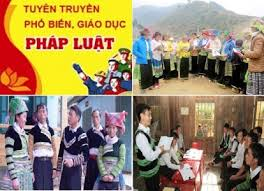 TUYÊN TRUYỀN
PHỔ BIẾN, GIÁO DỤC
PHÁP LUẬT